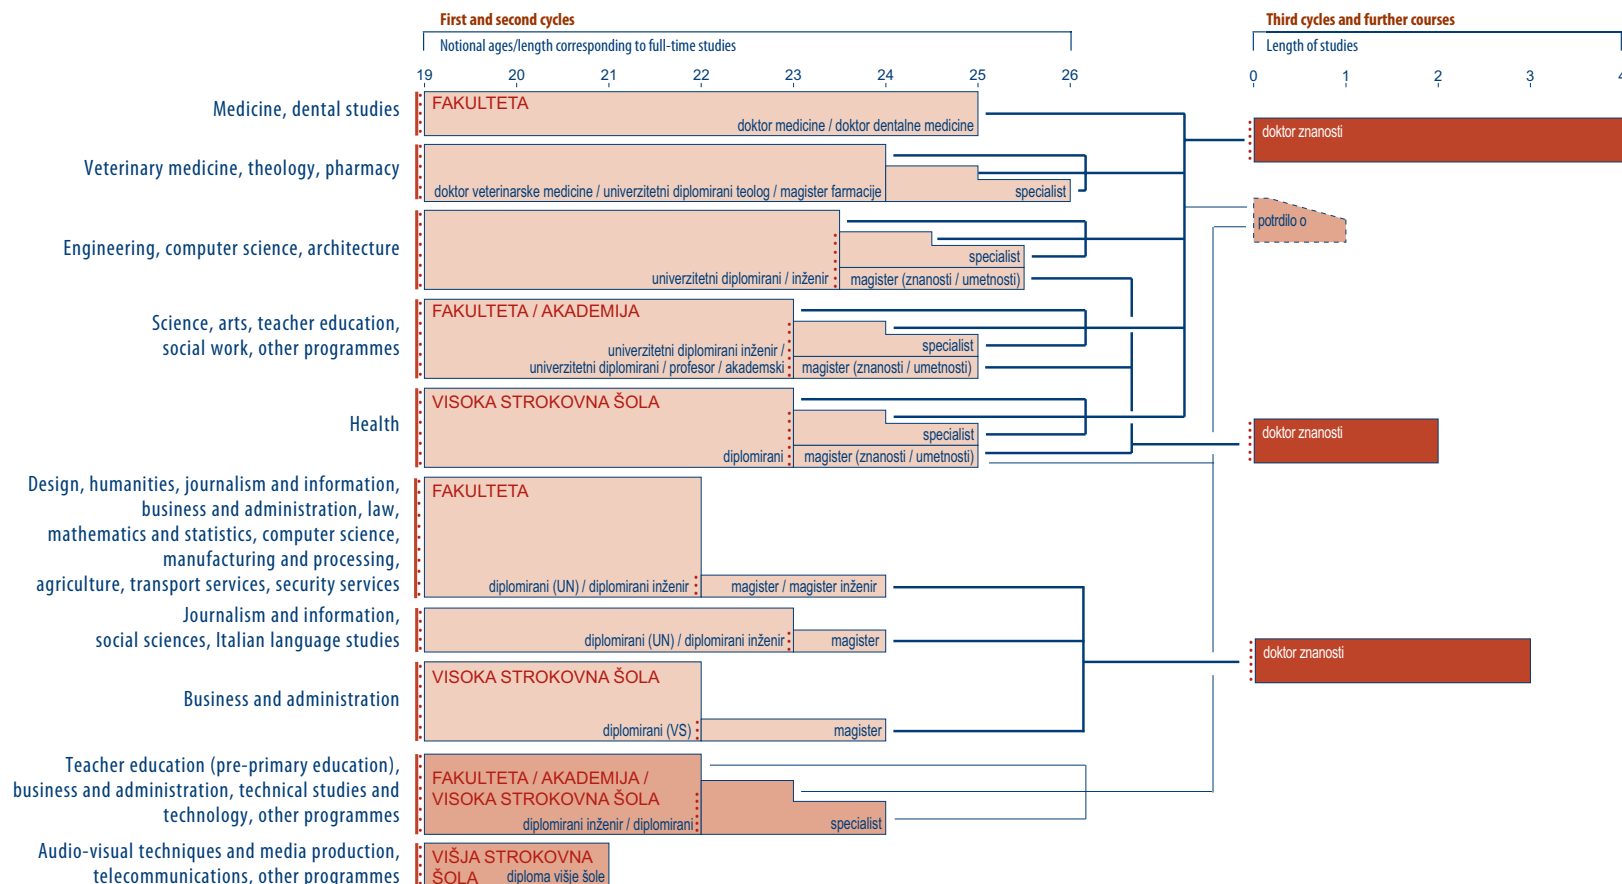 First and second cycles
Third cycles and further courses
Notional ages/length corresponding to full-time studies
Length of studies
19 20 21 22 23 24 25 26
0 1 2 3 4
Medicine, dental studies
FAKULTETA
doktor medicine / doktor dentalne medicine
doktor znanosti
Veterinary medicine, theology, pharmacy
doktor veterinarske medicine / univerzitetni diplomirani teolog / magister farmacije
specialist
potrdilo o
Engineering, computer science, architecture
specialist
univerzitetni diplomirani / inženir
magister (znanosti / umetnosti)
Science, arts, teacher education,
social work, other programmes
FAKULTETA / AKADEMIJA
univerzitetni diplomirani inženir /
univerzitetni diplomirani / profesor / akademski
specialist
magister (znanosti / umetnosti)
Health
VISOKA STROKOVNA ŠOLA
diplomirani
specialist
magister (znanosti / umetnosti)
doktor znanosti
Design, humanities, journalism and information,
business and administration, law,
mathematics and statistics, computer science,
manufacturing and processing,
agriculture, transport services, security services
FAKULTETA
diplomirani (UN) / diplomirani inženir
magister / magister inženir
Journalism and information,
social sciences, Italian language studies
diplomirani (UN) / diplomirani inženir
magister
doktor znanosti
Business and administration
VISOKA STROKOVNA ŠOLA
diplomirani (VS)
magister
Teacher education (pre-primary education),
business and administration, technical studies and
technology, other programmes
FAKULTETA / AKADEMIJA /
VISOKA STROKOVNA ŠOLA
diplomirani inženir / diplomirani
specialist
Audio-visual techniques and media production,
telecommunications, other programmes
VIŠJA STROKOVNA
ŠOLA
diploma višje šole